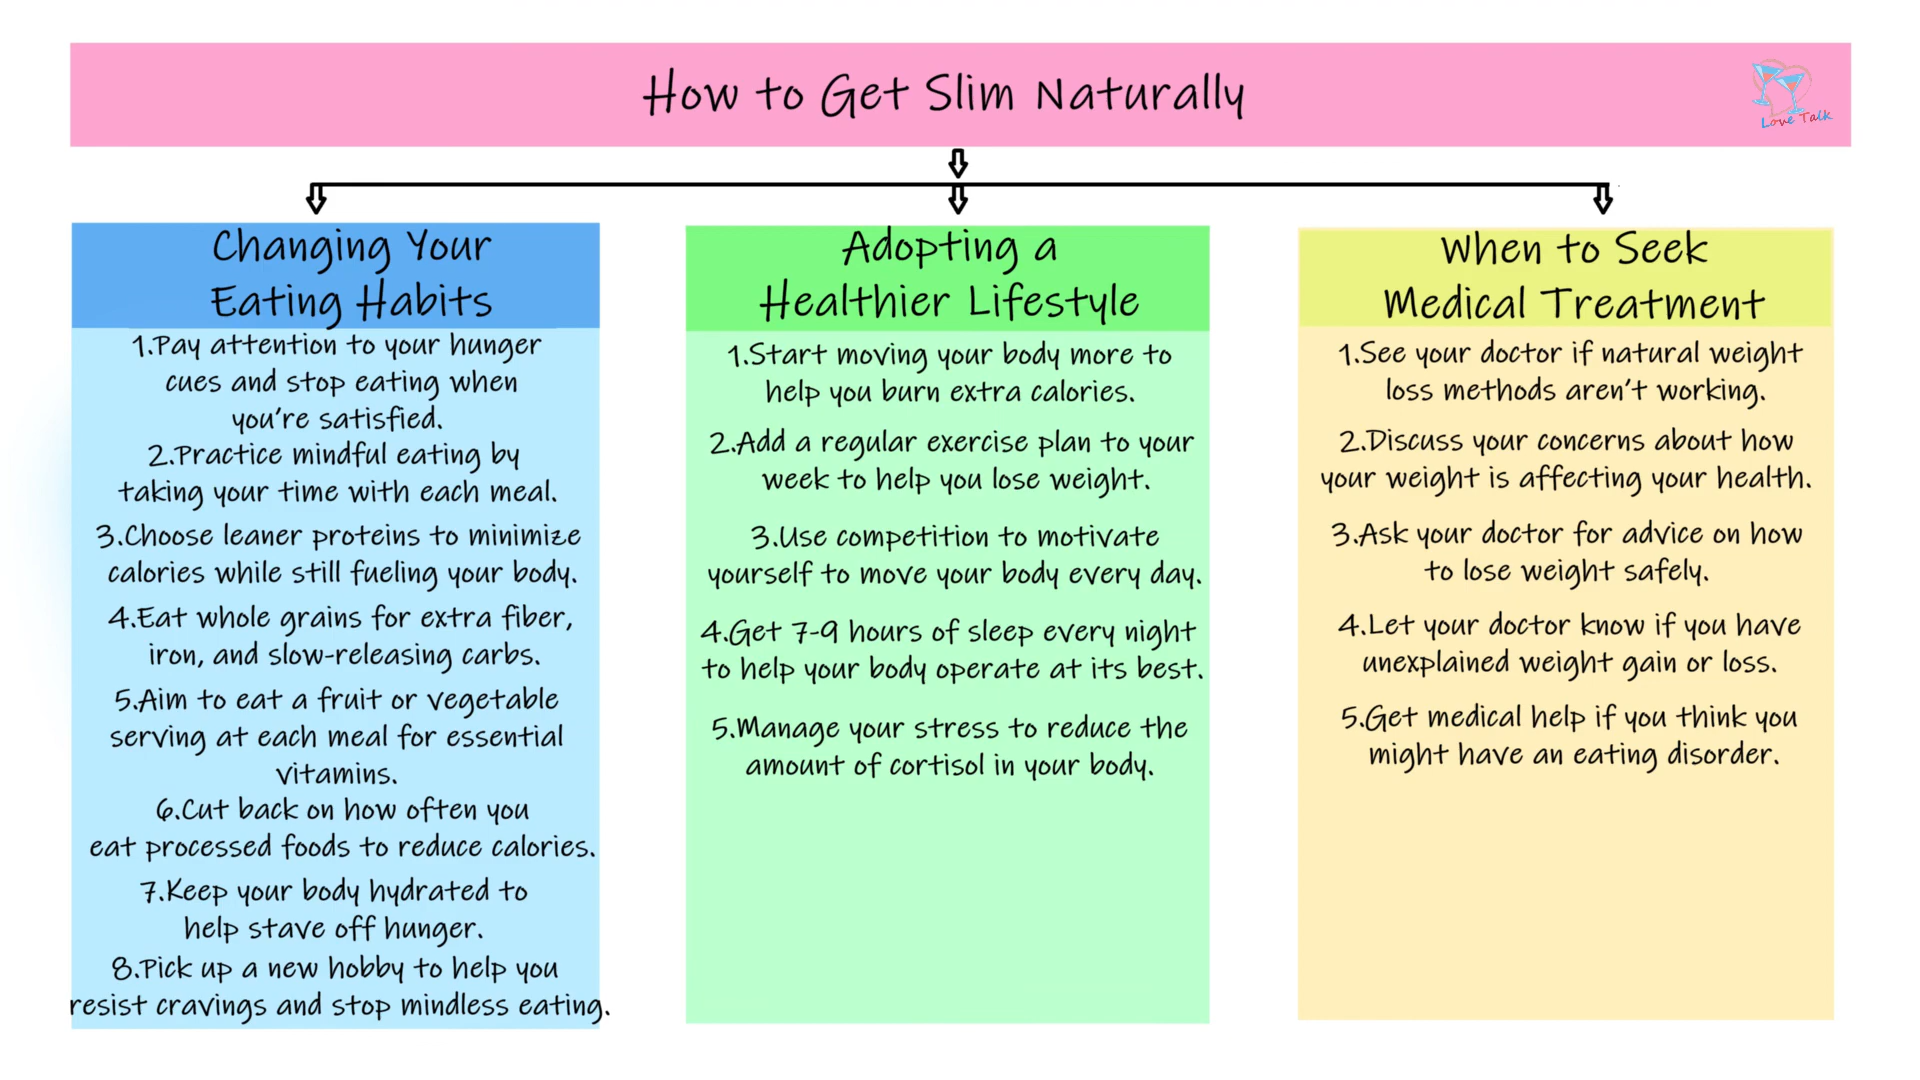 How to Get Slim Naturally
Love Talk
Changing Your
Eating Habits
1.Pay attention to your hunger
cues and stop eating when
you're satisfied.
2.Practice mindful eating by
taking your time with each meal.
3.Choose leaner proteins to minimize
calories while still fueling your body.
4.Eat whole grains for extra fiber,
iron, and slow-releasing carbs.
5.Aim to eat a fruit or vegetable
serving at each meal for essential
vitamins.
6.Cut back on how often you
eat processed foods to reduce calories.
7.Keep your body hydrated to
help stave off hunger.
8.Pick up a new hobby to help you
resist cravings and stop mindless eating.
Adopting a
Healthier Lifestyle
1.Start moving your body more to
help you burn extra calories.
2.Add a regular exercise plan to your
week to help you lose weight.
3.Use competition to motivate
yourself to move your body every day.
4.Get 7-9 hours of sleep every night
to help your body operate at its best.
5.Manage your stress to reduce the
amount of cortisol in your body.
When to Seek
Medical Treatment
1.See your doctor if natural weight
loss methods aren't working.
2.Discuss your concerns about how
your weight is affecting your health.
3.Ask your doctor for advice on how
to lose weight safely.
4.Let your doctor know if you have
unexplained weight gain or loss.
5.Get medical help if you think you
might have an eating disorder.